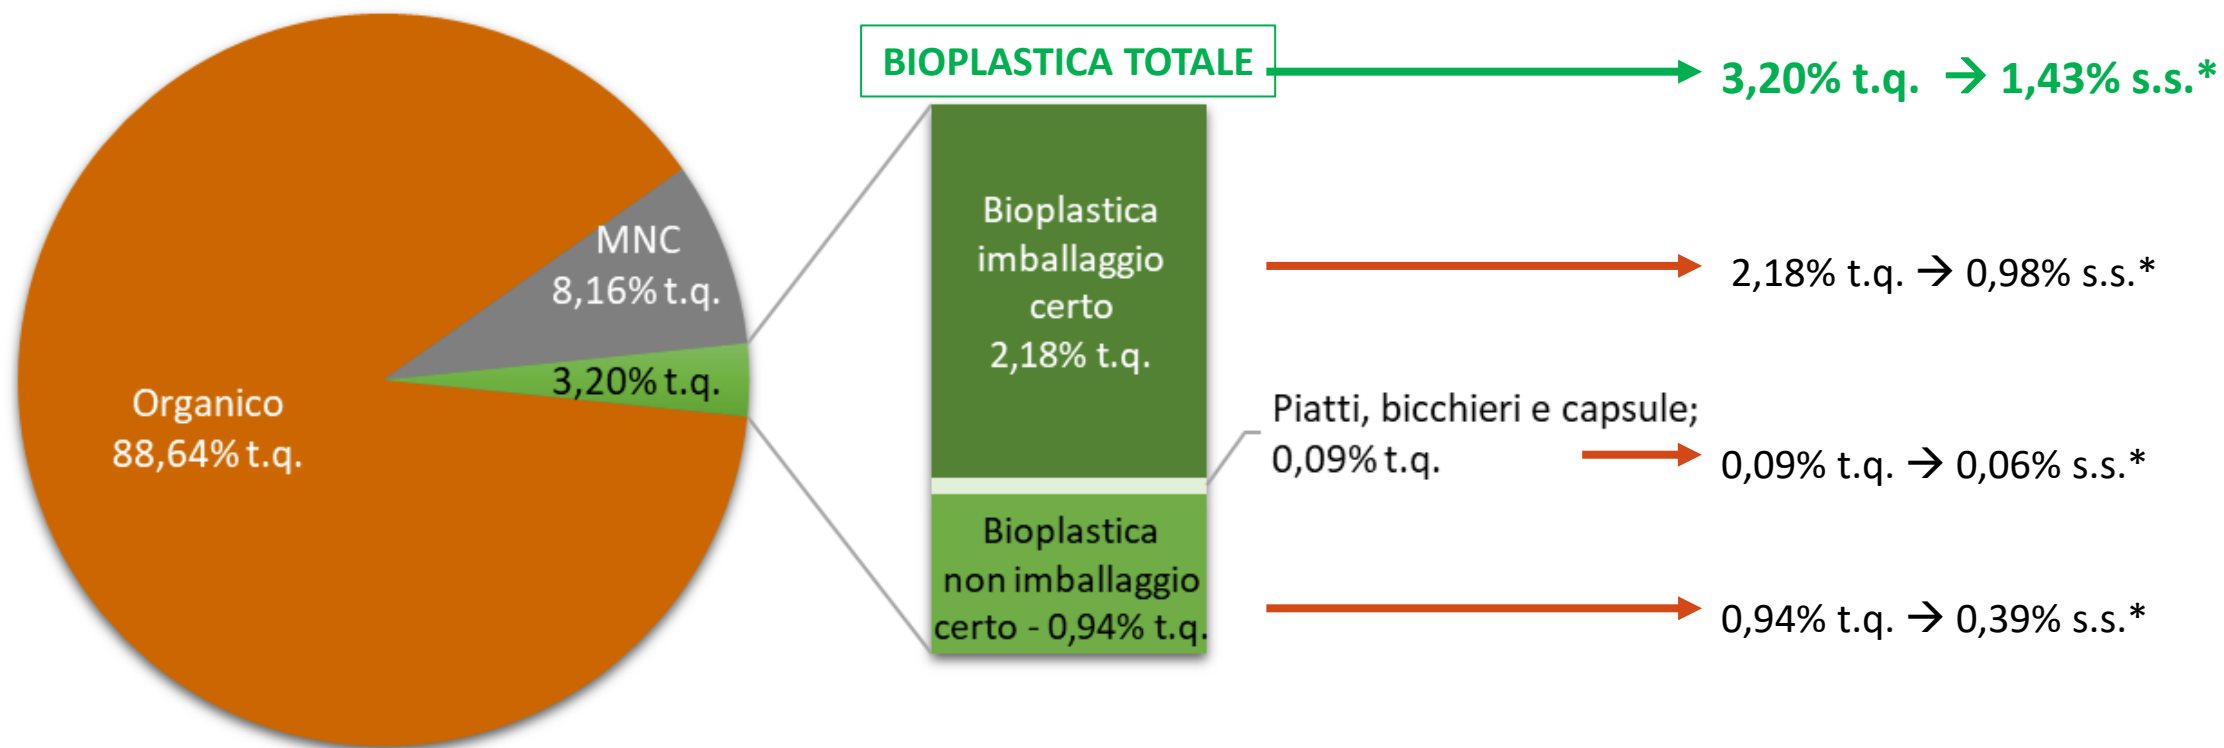 BIOPLASTICA TOTALE
3,20% t.q. → 1,43% s.s.*
MNC
8,16% t.q.
3,20% t.q.
Organico
88,64% t.q.
Bioplastica
imballaggio
certo
2,18% t.q.
2,18% t.q. → 0,98% s.s.*
Piatti, bicchieri e capsule;
0,09% t.q.
0,09% t.q. → 0,06% s.s.*
Bioplastica
non imballaggio
certo - 0,94% t.q.
0,94% t.q. → 0,39% s.s.*